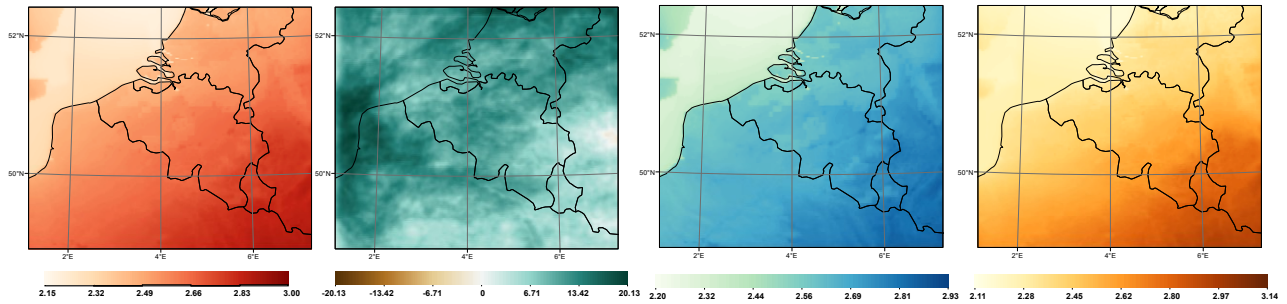 52°N 52°N 52°N 52°N
50°N 50°N 50°N 50°N
2°E 4°E 6°E 2°E 4°E 6°E 2°E 4°E 6°E 2°E 4°E 6°E
2.15 2.32 2.49 2.66 2.83 3.00 -20.13 -13.42 -6.71 0 6.71 13.42 20.13 2.20 2.32 2.44 2.56 2.69 2.81 2.93 2.11 2.28 2.45 2.62 2.80 2.97 3.14